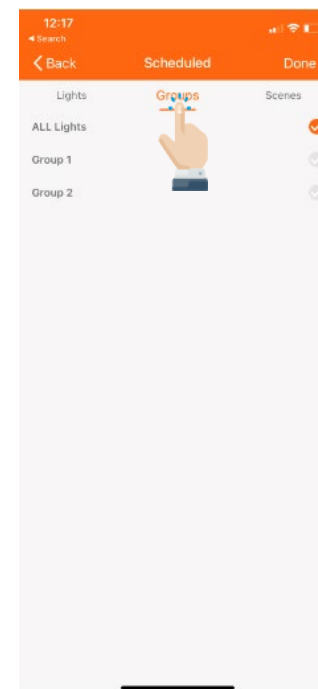 12:17
Search
Back Scheduled Done
Lights Groups Scenes
ALL Lights
Group 1
Group 2